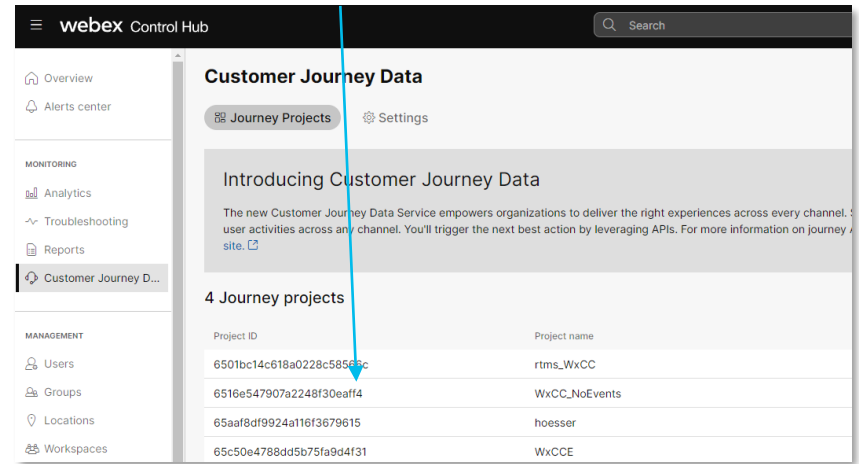 webex Control Hub
Search
Overview
Alerts center
MONITORING
Analytics
Troubleshooting
Reports
Customer Journey D...
MANAGEMENT
Users
Groups
Locations
Workspaces
Customer Journey Data
Journey Projects
Settings
Introducing Customer Journey Data
The new Customer Journey Data Service empowers organizations to deliver the right experiences across every channel.
user activities across any channel. You'll trigger the next best action by leveraging APIs. For more information on journey
site.
4 Journey projects
Project ID Project name
6501bc14c618a0228c58566c rtms_WxCC
6516e547907a2248f30eaff4 WxCC_NoEvents
65aaf8df9924a116f3679615 hoesser
65c50e4788dd5b75fa9d4f31 WxCCE